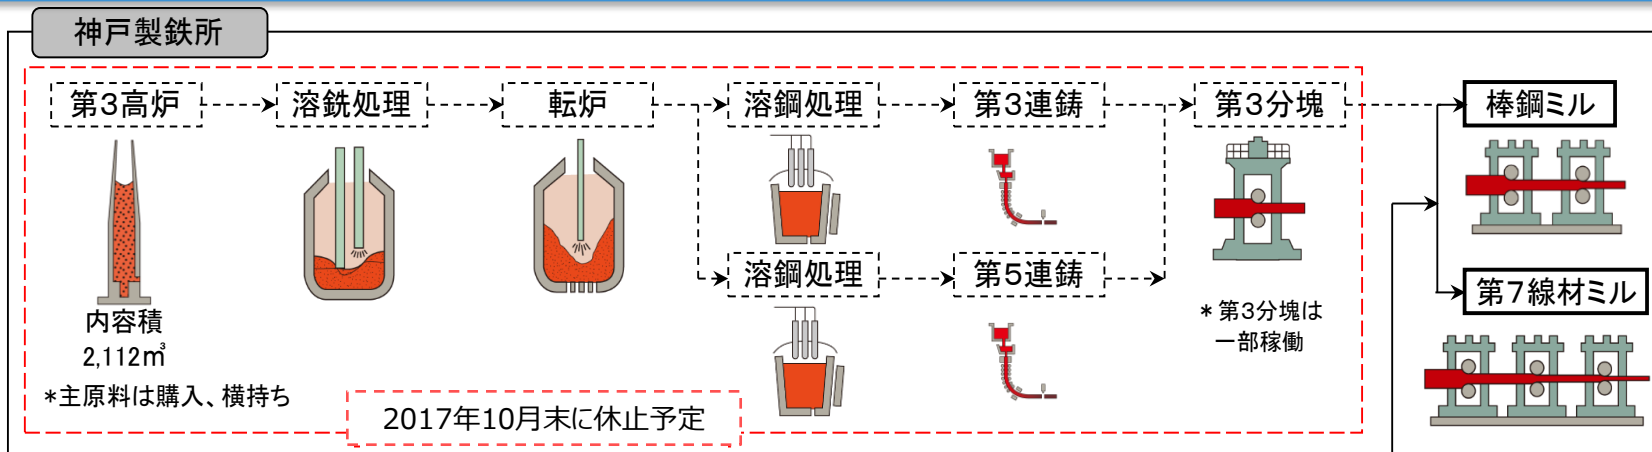 神戸製鉄所
第3高炉
溶銑処理
転炉
溶鋼処理
第3連鋳
第3分塊
棒鋼ミル
溶鋼処理
第5連鋳
第7線材ミル
内容積
2,112㎥
*主原料は購入、横持ち
*第3分塊は
一部稼働
2017年10月末に休止予定